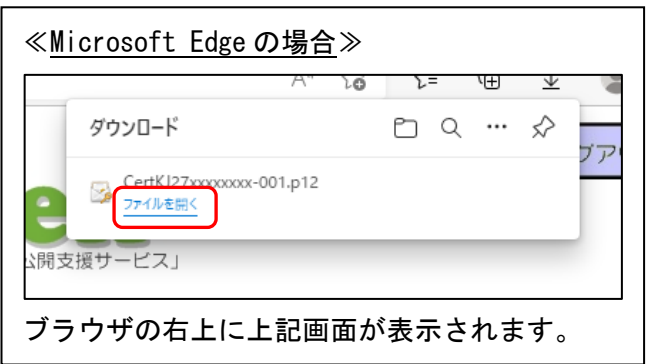 ≪Microsoft Edge の場合≫
ダウンロード
CertKJ27xxxxxxxx-001.p12
ファイルを開く
公開支援サービス」
ブラウザの右上に上記画面が表示されます。